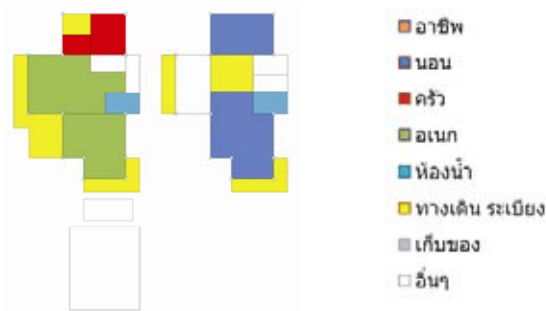 อาชีพ
นอน
ครัว
อเนก
ห้องน้ำ
ทางเดิน ระเบียง
เก็บของ
อื่นๆ